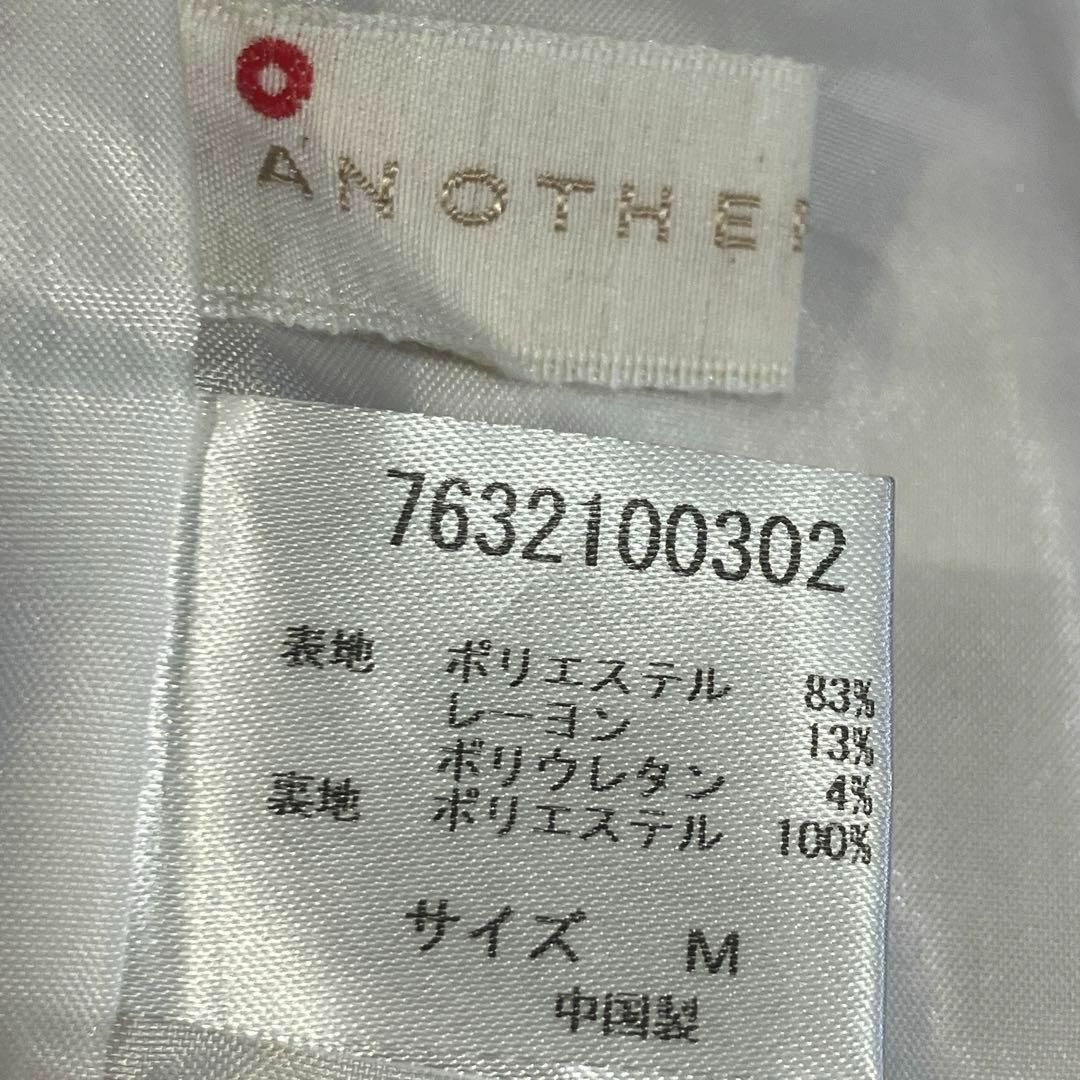 ANOTHE
7632100302
表地 ポリエステル 83%
レーヨン 13%
ポリウレタン 4%
裏地 ポリエステル 100%
サイズ M
中国製